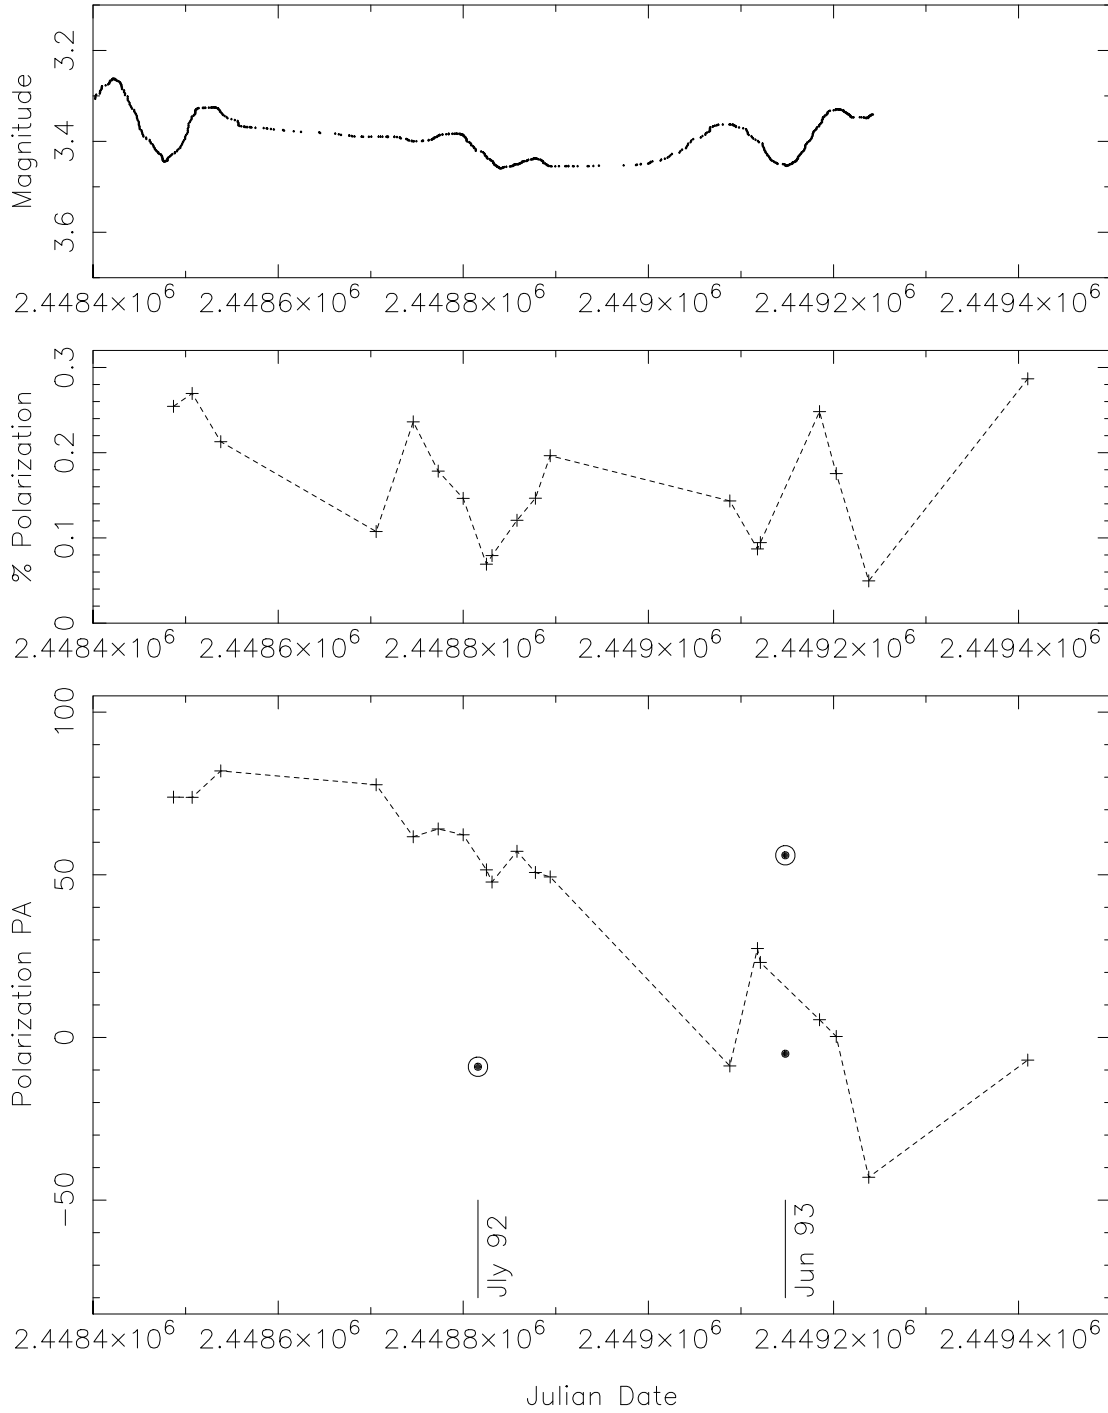 3.2
3.4
3.6
Magnitude
2.4484×10⁶ 2.4486×10⁶ 2.4488×10⁶ 2.449×10⁶ 2.4492×10⁶ 2.4494×10⁶
0.3
0.2
0.1
0
% Polarization
2.4484×10⁶ 2.4486×10⁶ 2.4488×10⁶ 2.449×10⁶ 2.4492×10⁶ 2.4494×10⁶
100
50
0
−50
Polarization PA
Jly 92
Jun 93
2.4484×10⁶ 2.4486×10⁶ 2.4488×10⁶ 2.449×10⁶ 2.4492×10⁶ 2.4494×10⁶
Julian Date